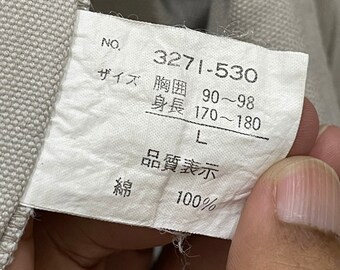 NO. 3271-530
サイズ 胸囲 90～98
身長 170～180
L
品質表示
綿 100%